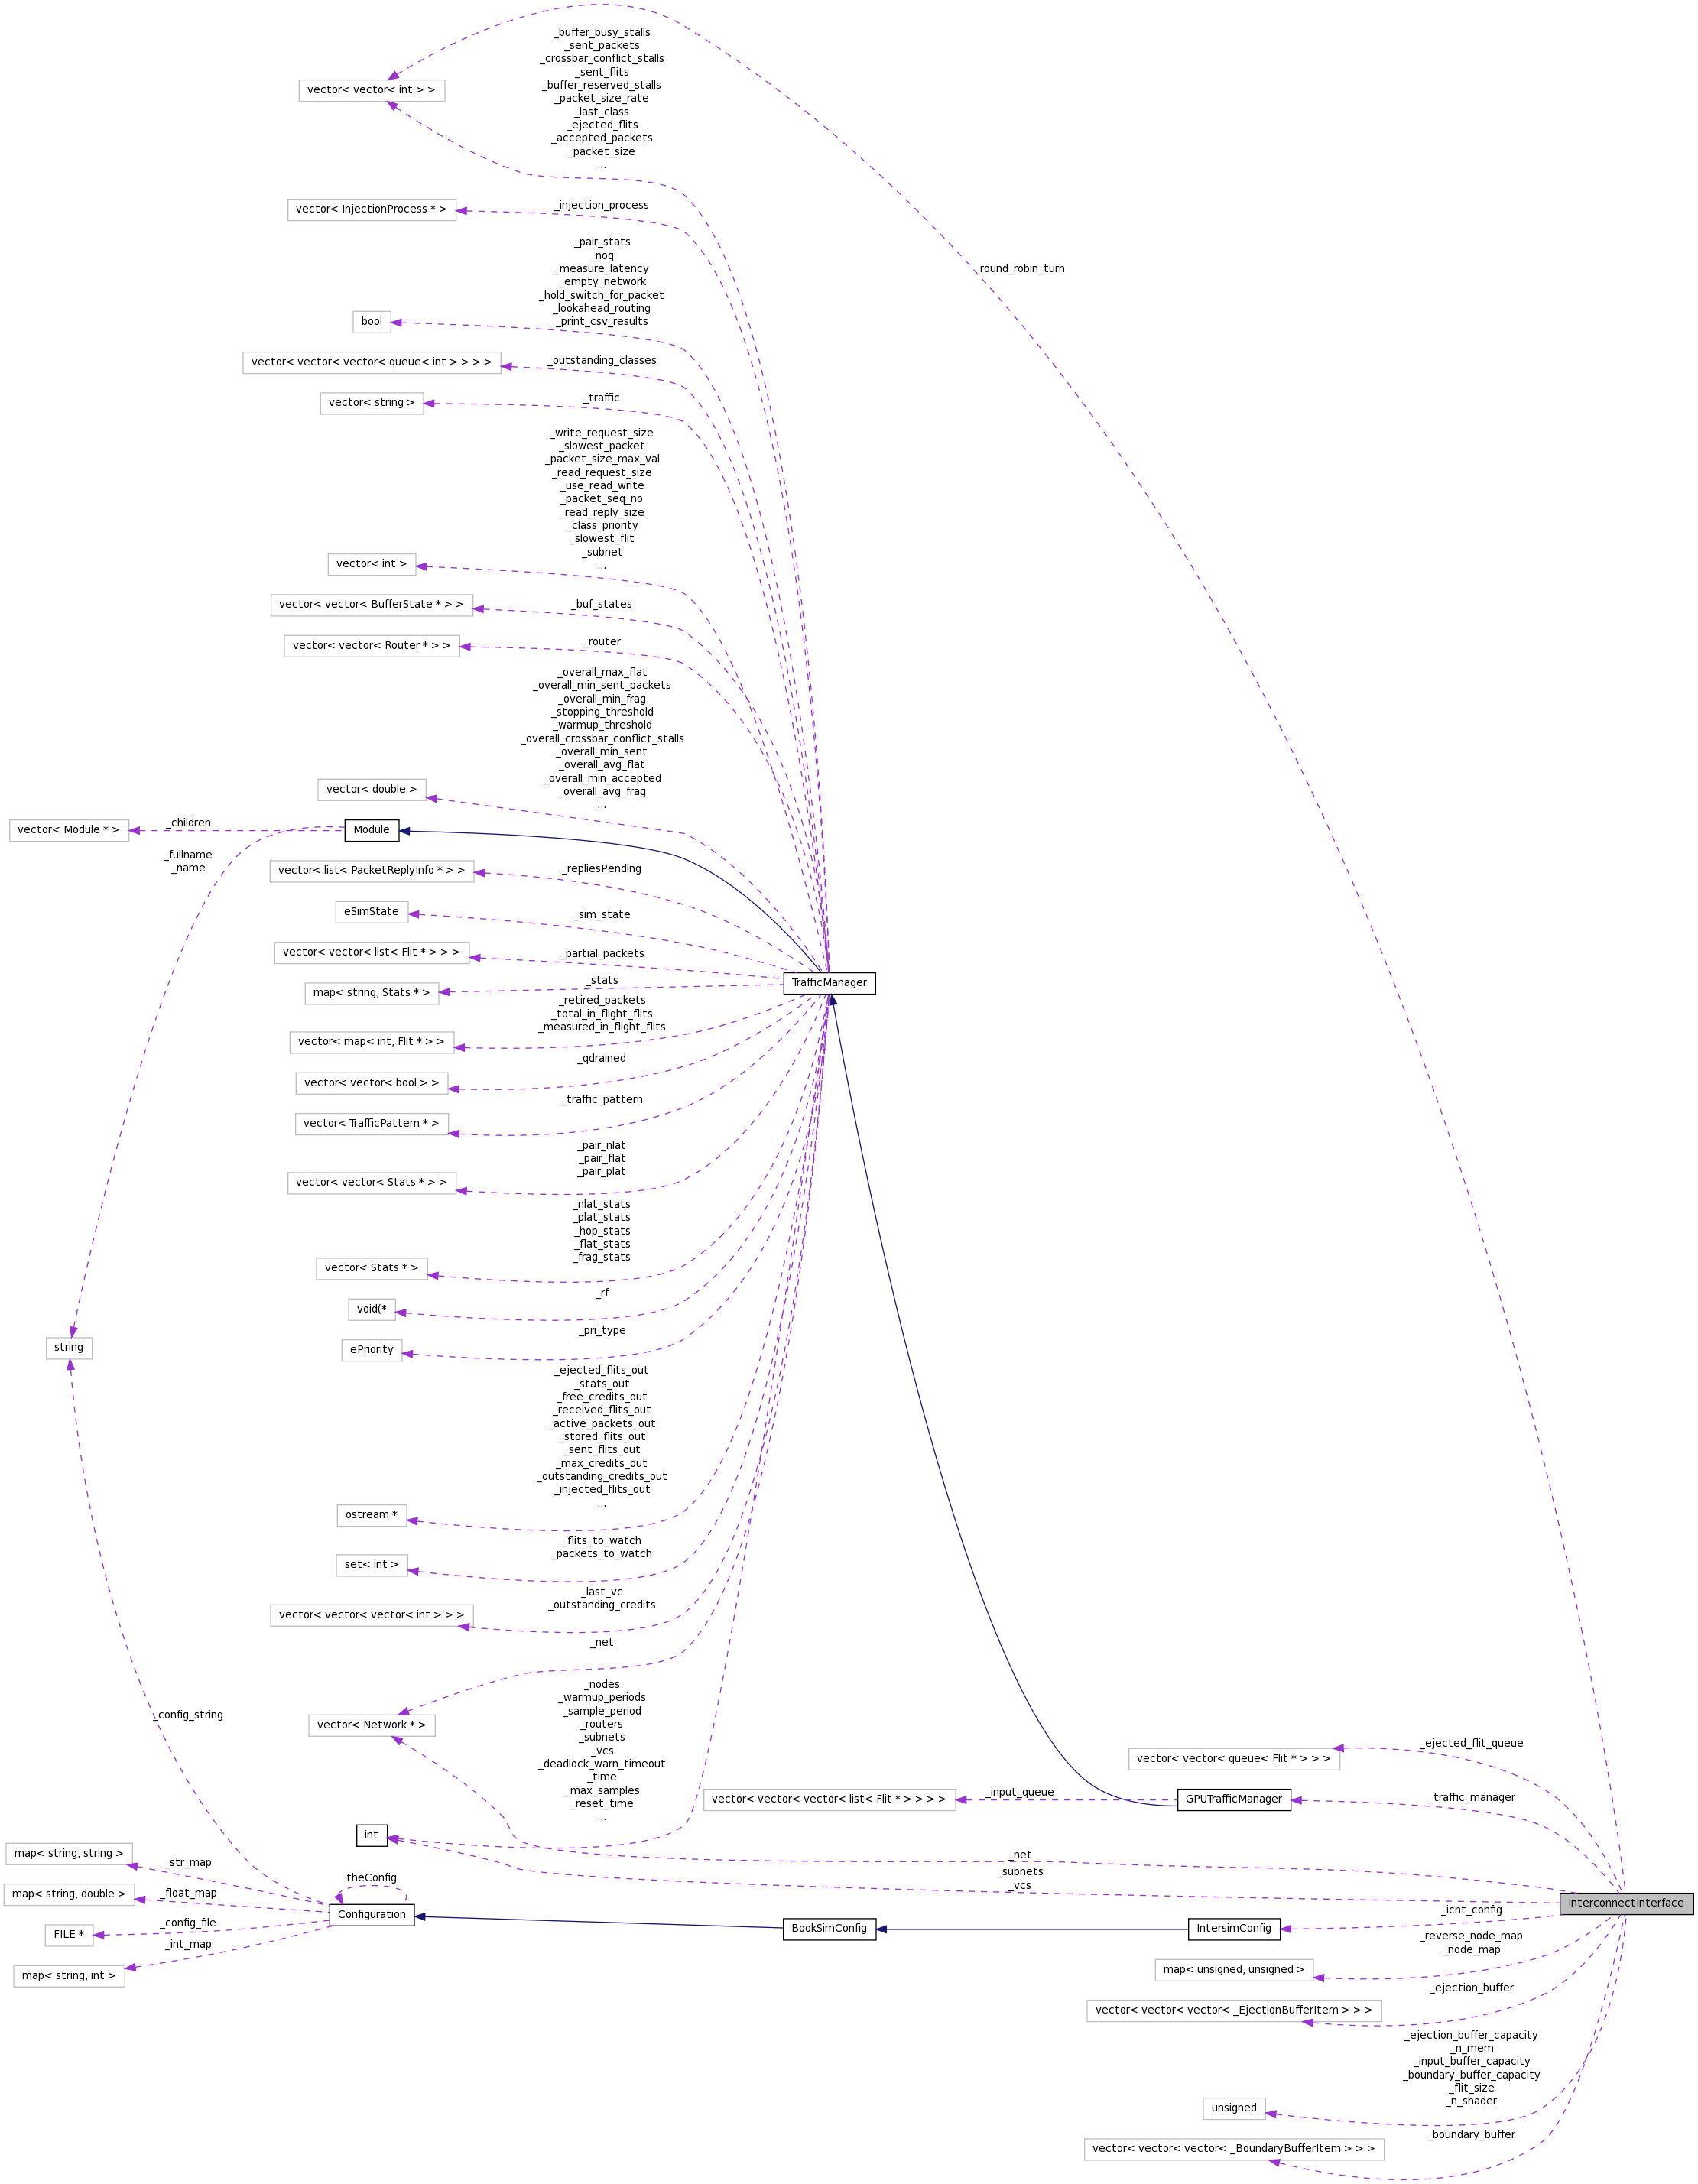 _buffer_busy_stalls
_sent_packets
_crossbar_conflict_stalls
_sent_flits
_buffer_reserved_stalls
_packet_size_rate
_last_class
_ejected_flits
_accepted_packets
_packet_size
...
vector< vector< int > >
_injection_process
vector< InjectionProcess * >
_round_robin_turn
_pair_stats
_noq
_measure_latency
_empty_network
_hold_switch_for_packet
_lookahead_routing
_print_csv_results
bool
_outstanding_classes
vector< vector< vector< queue< int > > > >
_traffic
vector< string >
_write_request_size
_slowest_packet
_packet_size_max_val
_read_request_size
_use_read_write
_packet_seq_no
_read_reply_size
_class_priority
_slowest_flit
_subnet
...
vector< int >
_buf_states
vector< vector< BufferState * > >
_router
vector< vector< Router * > >
_overall_max_flat
_overall_min_sent_packets
_overall_min_frag
_stopping_threshold
_warmup_threshold
_overall_crossbar_conflict_stalls
_overall_min_sent
_overall_avg_flat
_overall_min_accepted
_overall_avg_frag
...
vector< double >
_children
vector< Module * >
Module
_fullname
_name
_repliesPending
vector< list< PacketReplyInfo * > >
_sim_state
eSimState
_partial_packets
vector< vector< list< Flit * > > >
_stats
map< string, Stats * >
TrafficManager
_retired_packets
_total_in_flight_flits
_measured_in_flight_flits
vector< map< int, Flit * > >
_qdrained
vector< vector< bool > >
_traffic_pattern
vector< TrafficPattern * >
_pair_nlat
_pair_flat
_pair_plat
vector< vector< Stats * > >
_nlat_stats
_plat_stats
_hop_stats
_flat_stats
_frag_stats
vector< Stats * >
_rf
void(*
_pri_type
ePriority
string
_ejected_flits_out
_stats_out
_free_credits_out
_received_flits_out
_active_packets_out
_stored_flits_out
_sent_flits_out
_max_credits_out
_outstanding_credits_out
_injected_flits_out
...
ostream *
_flits_to_watch
_packets_to_watch
set< int >
_last_vc
_outstanding_credits
vector< vector< vector< int > > >
_net
vector< Network * >
_nodes
_warmup_periods
_sample_period
_routers
_subnets
_vcs
_deadlock_warn_timeout
_time
_max_samples
_reset_time
...
int
_config_string
_ejected_flit_queue
vector< vector< queue< Flit * > > >
_traffic_manager
GPUTrafficManager
_input_queue
vector< vector< vector< list< Flit * > > > >
_net
_subnets
_vcs
InterconnectInterface
map< string, string >
_str_map
map< string, double >
_float_map
theConfig
Configuration
FILE *
_config_file
map< string, int >
_int_map
BookSimConfig
IntersimConfig
_icnt_config
_reverse_node_map
_node_map
map< unsigned, unsigned >
_ejection_buffer
vector< vector< vector< _EjectionBufferItem > > >
_ejection_buffer_capacity
_n_mem
_input_buffer_capacity
_boundary_buffer_capacity
_flit_size
_n_shader
unsigned
_boundary_buffer
vector< vector< vector< _BoundaryBufferItem > > >